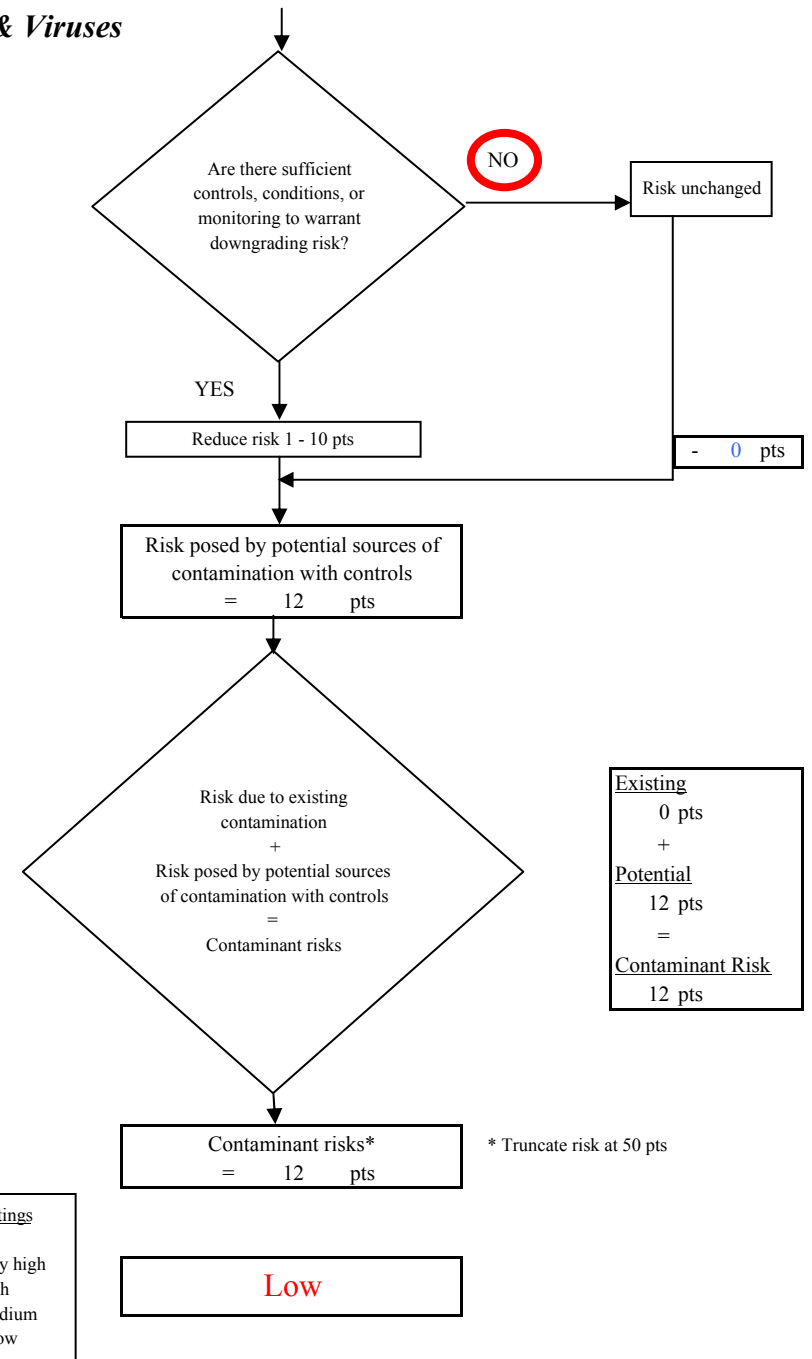 & Viruses
Are there sufficient
controls, conditions, or
monitoring to warrant
downgrading risk?
NO
Risk unchanged
YES
Reduce risk 1 - 10 pts
- 0 pts
Risk posed by potential sources of
contamination with controls
= 12 pts
Risk due to existing
contamination
+
Risk posed by potential sources
of contamination with controls
=
Contaminant risks
Existing
0 pts
+
Potential
12 pts
=
Contaminant Risk
12 pts
Contaminant risks*
= 12 pts
* Truncate risk at 50 pts
high
Low